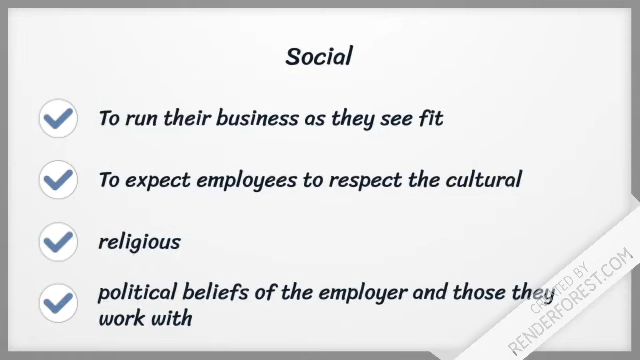 Social
To run their business as they see fit
To expect employees to respect the cultural
religious
political beliefs of the employer and those they
work with
CREATED BY
RENDERFOREST.COM